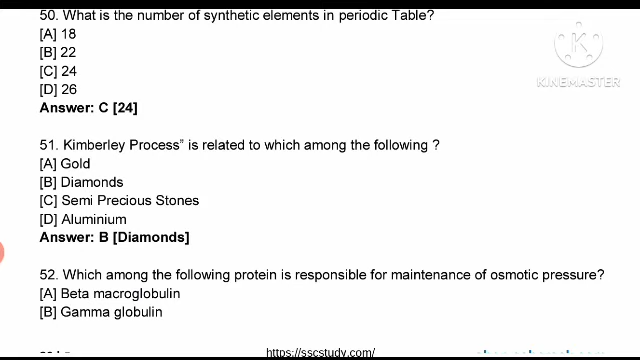 50. What is the number of synthetic elements in periodic Table?
[A] 18
[B] 22
[C] 24
[D] 26
Answer: C [24]
K
KINEMASTER
51. Kimberley Process” is related to which among the following ?
[A] Gold
[B] Diamonds
[C] Semi Precious Stones
[D] Aluminium
Answer: B [Diamonds]
52. Which among the following protein is responsible for maintenance of osmotic pressure?
[A] Beta macroglobulin
[B] Gamma globulin
https://sscstudy.com/